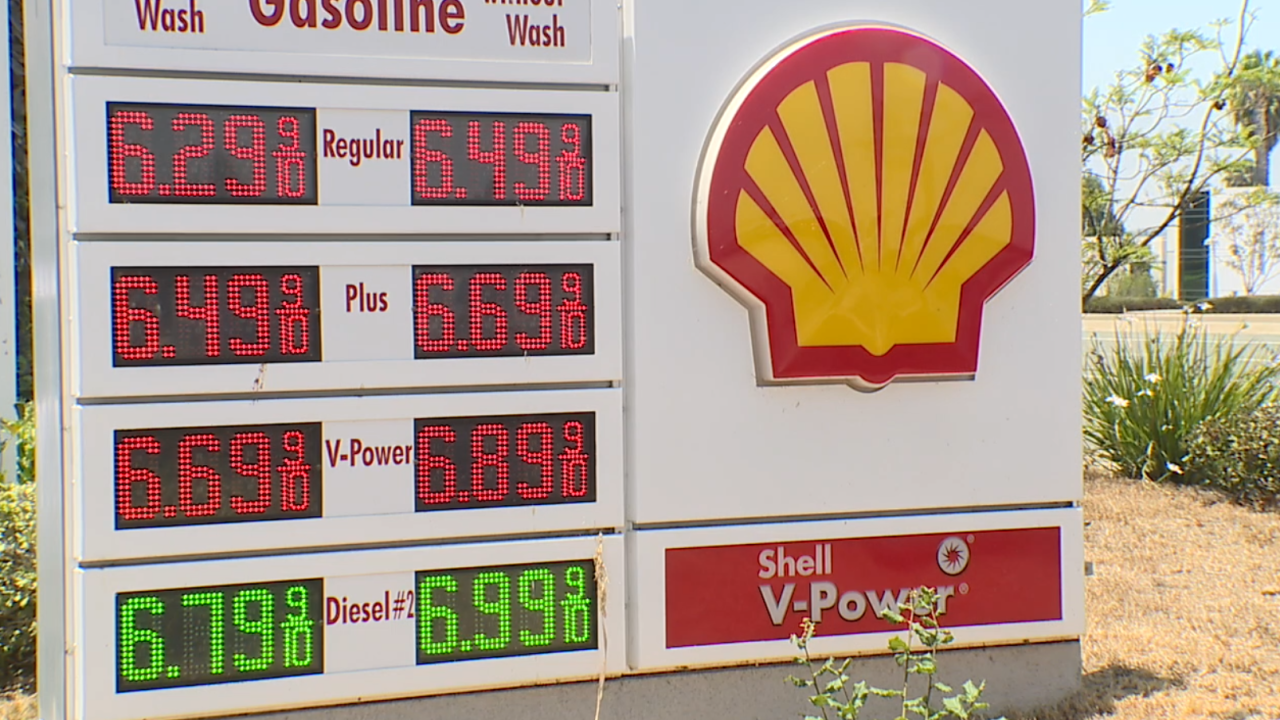 Wash Gasoline without
Wash
6.29 9/10 Regular 6.49 9/10
6.49 9/10 Plus 6.69 9/10
6.69 9/10 V-Power 6.89 9/10
6.79 9/10 Diesel#2 6.99 9/10
Shell
V-Power